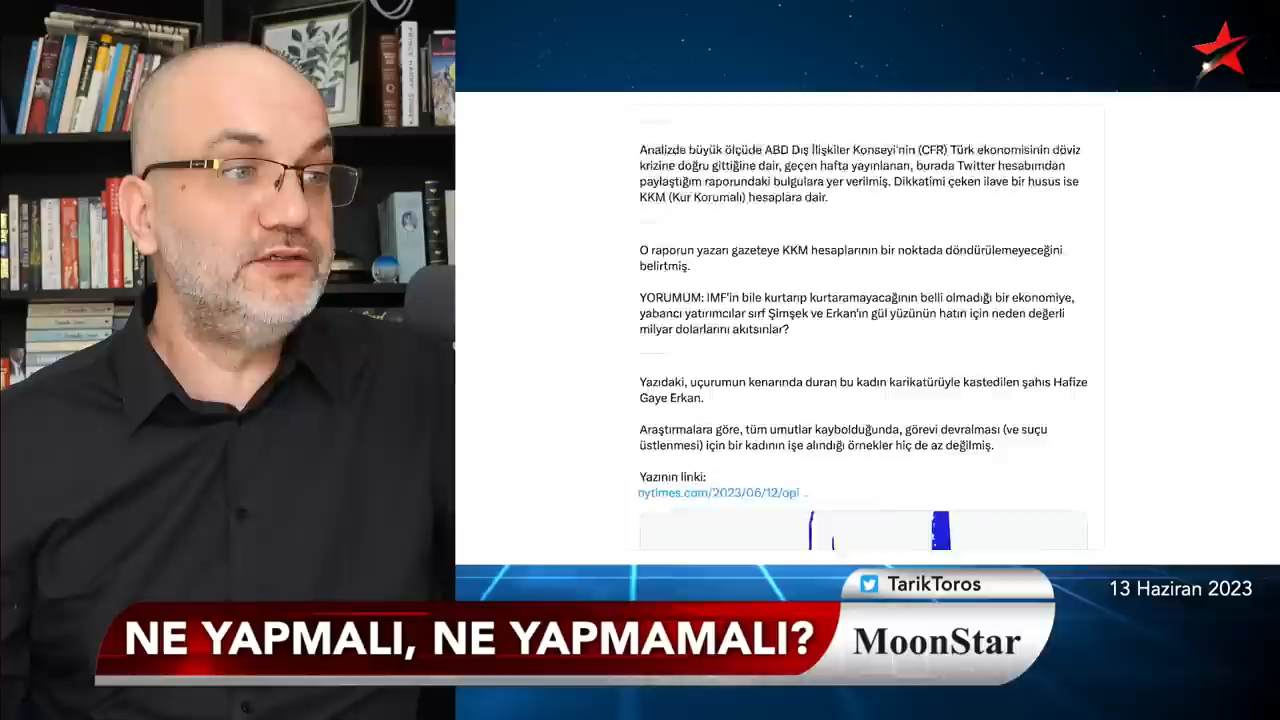 Analizde büyük ölçüde ABD Dış İlişkiler Konseyi'nin (CFR) Türk ekonomisinin döviz
krizine doğru gittiğine dair, geçen hafta yayınlanan, burada Twitter hesabımdan
paylaştığım raporundaki bulgulara yer verilmiş. Dikkatimi çeken ilave bir husus ise
KKM (Kur Korumalı) hesaplara dair.
O raporun yazarı gazeteye KKM hesaplarının bir noktada döndürülemeyeceğini
belirtmiş.
YORUMUM: IMF'in bile kurtarıp kurtaramayacağının belli olmadığı bir ekonomiye,
yabancı yatırımcılar sırf Şimşek ve Erkan'ın gül yüzünün hatırı için neden değerli
milyar dolarlarını akıtsınlar?
Yazıdaki, uçurumun kenarında duran bu kadın karikatürüyle kastedilen şahıs Hafize
Gaye Erkan.
Araştırmalara göre, tüm umutlar kaybolduğunda, görevi devralması (ve suçu
üstlenmesi) için bir kadının işe alındığı örnekler hiç de az değilmiş.
Yazının linki:
nytimes.com/2023/06/12/opi...
TarikToros
13 Haziran 2023
NE YAPMALI, NE YAPMAMALI?
MoonStar